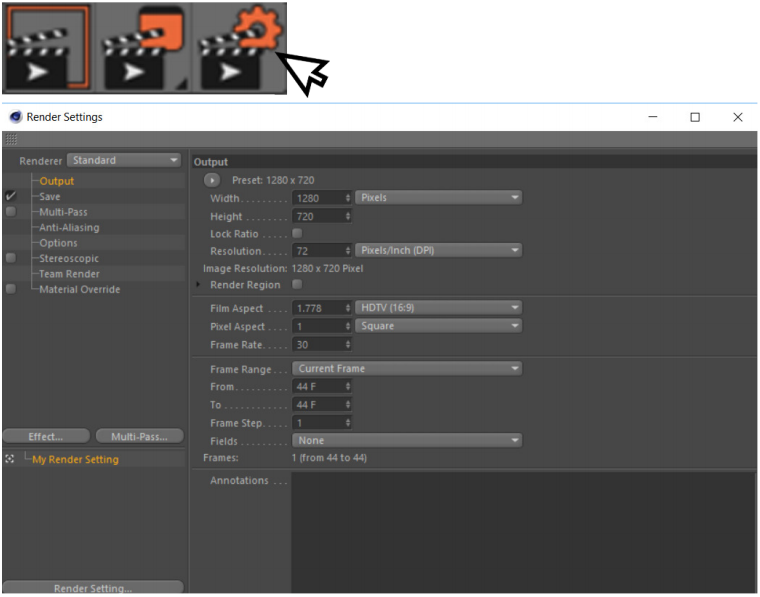 Render Settings
Renderer Standard
Output
Save
Multi-Pass
Anti-Aliasing
Options
Stereoscopic
Team Render
Material Override
Effect... Multi-Pass...
My Render Setting
Render Setting...
Output
Preset: 1280 x 720
Width......... 1280 Pixels
Height ........ 720
Lock Ratio .....
Resolution..... 72 Pixels/Inch (DPI)
Image Resolution: 1280 x 720 Pixel
Render Region
Film Aspect .... 1.778 HDTV (16:9)
Pixel Aspect .... 1 Square
Frame Rate..... 30
Frame Range... Current Frame
From.......... 44 F
To ............ 44 F
Frame Step..... 1
Fields ......... None
Frames: 1 (from 44 to 44)
Annotations ...